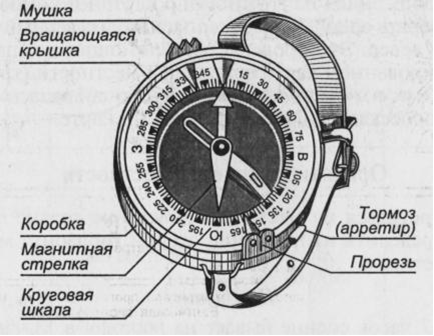 Мушка
Вращающаяся
крышка
Коробка
Магнитная
стрелка
Круговая
шкала
Тормоз
(арретир)
Прорезь
345
15
30
45
60
75
В
105
120
135
165
Ю
195
210
225
240
255
З
285
300
315
33